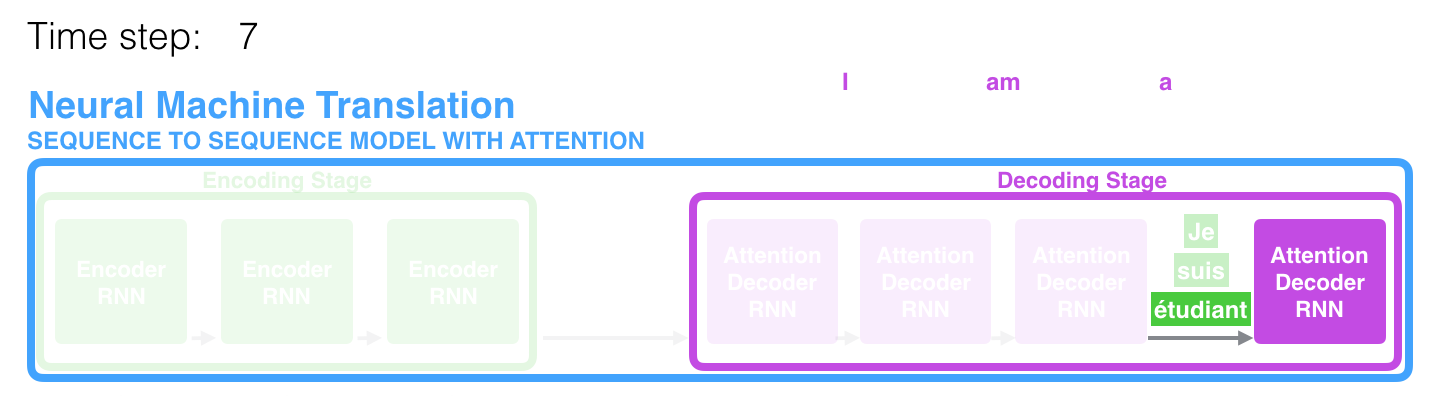 Time step: 7
I am a
Neural Machine Translation
SEQUENCE TO SEQUENCE MODEL WITH ATTENTION
Encoding Stage
Encoder
RNN
Encoder
RNN
Encoder
RNN
Decoding Stage
Attention
Decoder
RNN
Attention
Decoder
RNN
Attention
Decoder
RNN
Je
suis
étudiant
Attention
Decoder
RNN